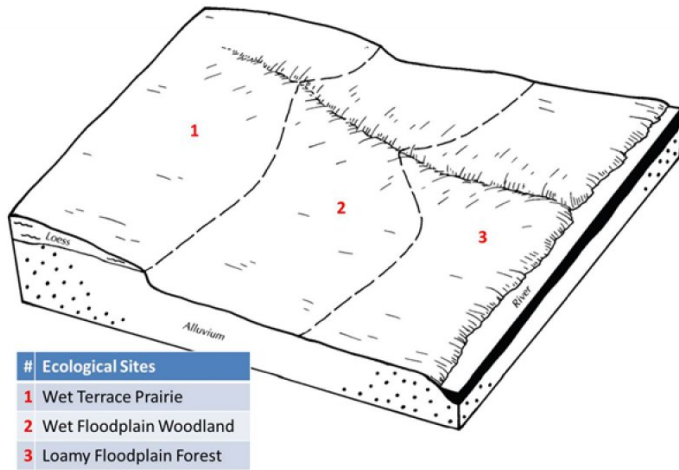 1
2
3
Loess
River
Alluvium
# Ecological Sites
1 Wet Terrace Prairie
2 Wet Floodplain Woodland
3 Loamy Floodplain Forest